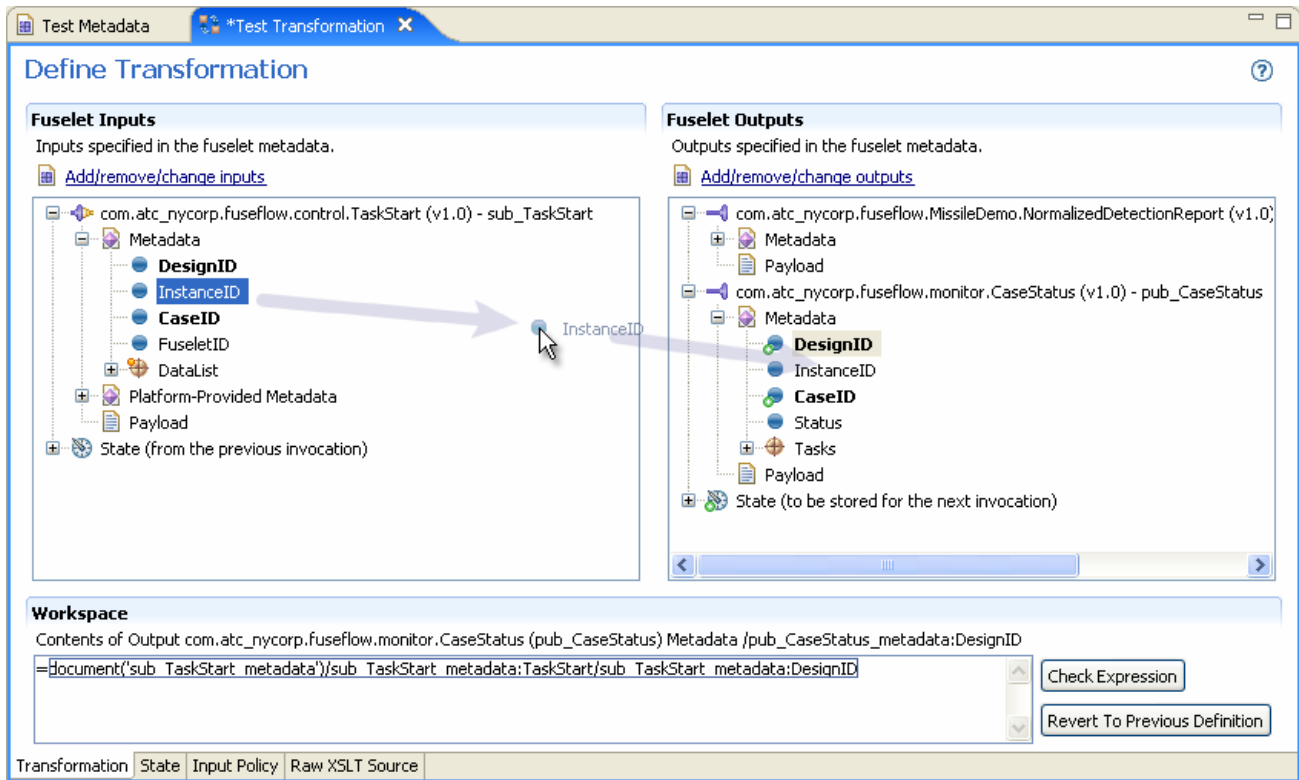 Test Metadata
*Test Transformation
Define Transformation
Fuselet Inputs
Inputs specified in the fuselet metadata.
Add/remove/change inputs
com.atc_nycorp.fuseflow.control.TaskStart (v1.0) - sub_TaskStart
Metadata
DesignID
InstanceID
CaseID
FuseletID
DataList
Platform-Provided Metadata
Payload
State (from the previous invocation)
InstanceID
Fuselet Outputs
Outputs specified in the fuselet metadata.
Add/remove/change outputs
com.atc_nycorp.fuseflow.MissileDemo.NormalizedDetectionReport (v1.0)
Metadata
Payload
com.atc_nycorp.fuseflow.monitor.CaseStatus (v1.0) - pub_CaseStatus
Metadata
DesignID
InstanceID
CaseID
Status
Tasks
Payload
State (to be stored for the next invocation)
Workspace
Contents of Output com.atc_nycorp.fuseflow.monitor.CaseStatus (pub_CaseStatus) Metadata /pub_CaseStatus_metadata:DesignID
=document('sub_TaskStart_metadata')/sub_TaskStart_metadata:TaskStart/sub_TaskStart_metadata:DesignID
Check Expression
Revert To Previous Definition
Transformation State Input Policy Raw XSLT Source